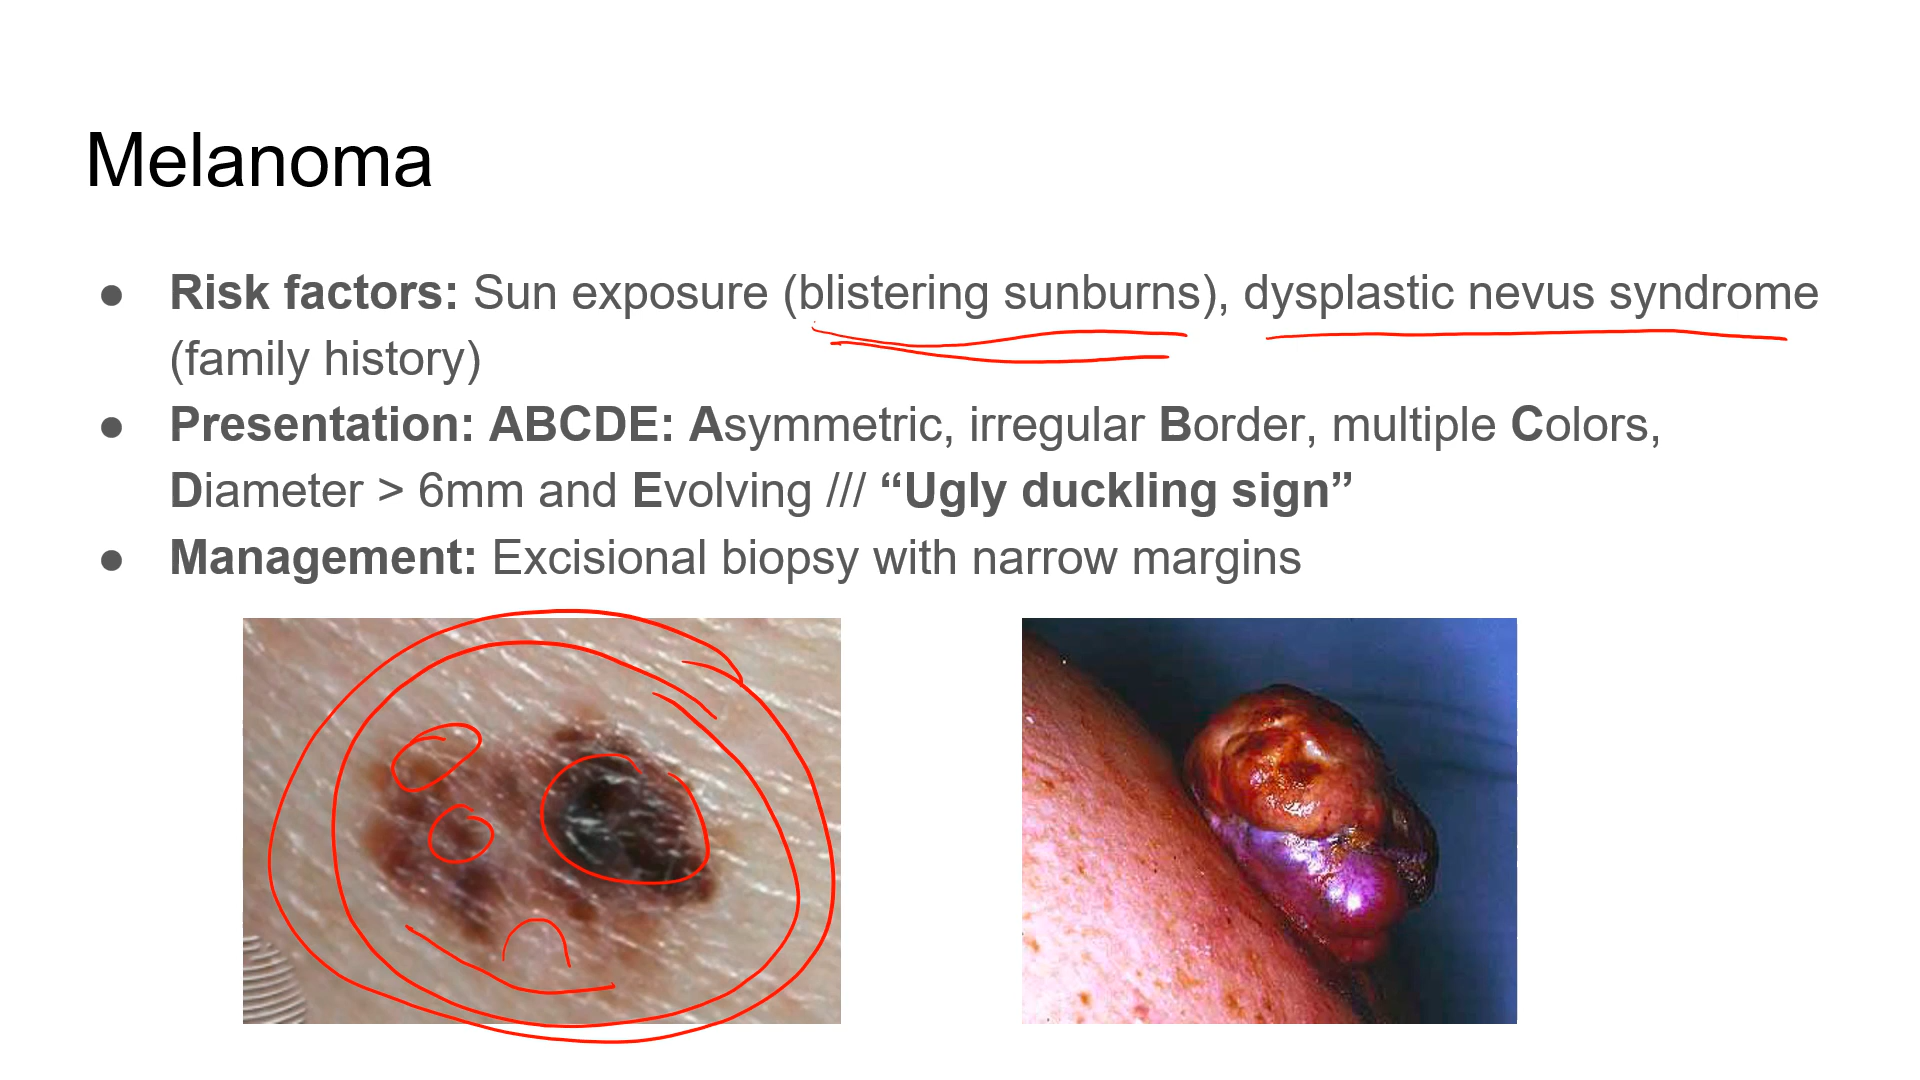 Melanoma
● Risk factors: Sun exposure (blistering sunburns), dysplastic nevus syndrome
(family history)
● Presentation: ABCDE: Asymmetric, irregular Border, multiple Colors,
Diameter > 6mm and Evolving /// “Ugly duckling sign”
● Management: Excisional biopsy with narrow margins